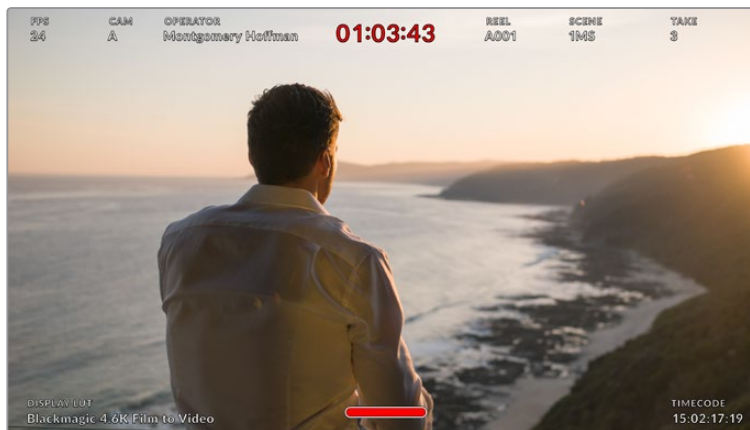 FPS CAM OPERATOR 01:03:43 REEL SCENE TAKE
24 A Montgomery Hoffman A001 1MS 3
DISPLAY LUT TIMECODE
Blackmagic 4.6K Film to Video 15:02:17:19